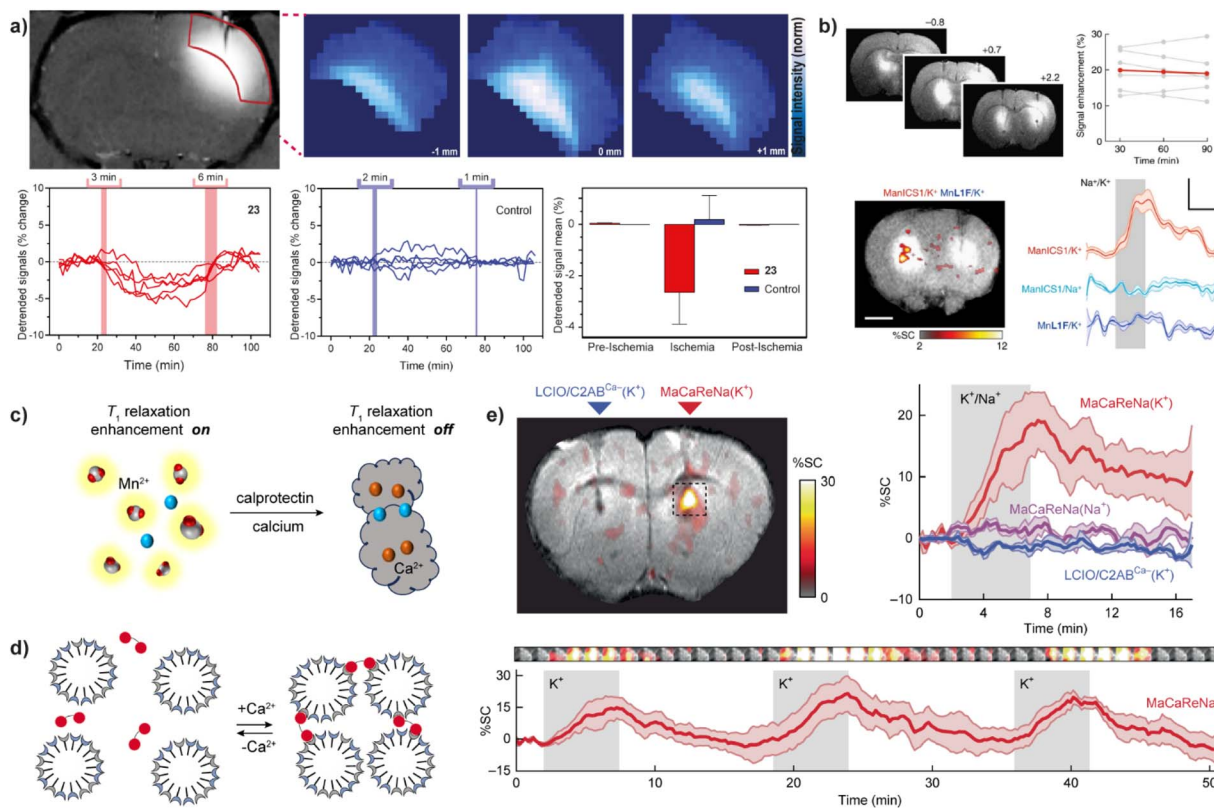 a)
-1 mm
0 mm
+1 mm
Signal intensity (norm)
3 min
6 min
23
Detrended signals (% change)
10
5
0
-5
-10
0 20 40 60 80 100
Time (min)
2 min
1 min
Control
Detrended signals (% change)
10
5
0
-5
-10
0 20 40 60 80 100
Time (min)
Detrended signal mean (%)
0
-2
-4
23
Control
Pre-Ischemia Ischemia Post-Ischemia
b)
−0.8
+0.7
+2.2
Signal enhancement (%)
35
30
25
20
15
10
5
0
30 60 90
Time (min)
ManICS1/K⁺ MnL1F/K⁺
%SC
2 12
Na⁺/K⁺
ManICS1/K⁺
ManICS1/Na⁺
MnL1F/K⁺
c)
T₁ relaxation
enhancement on
T₁ relaxation
enhancement off
Mn²⁺
calprotectin
calcium
Ca²⁺
d)
+Ca²⁺
-Ca²⁺
e)
LCIO/C2AB^Ca−(K⁺)
MaCaReNa(K⁺)
%SC
30
0
%SC
20
10
0
−10
K⁺/Na⁺
MaCaReNa(K⁺)
MaCaReNa(Na⁺)
LCIO/C2AB^Ca−(K⁺)
0 4 8 12 16
Time (min)
%SC
30
15
0
-15
K⁺
K⁺
K⁺
MaCaReNa
0 10 20 30 40 50
Time (min)